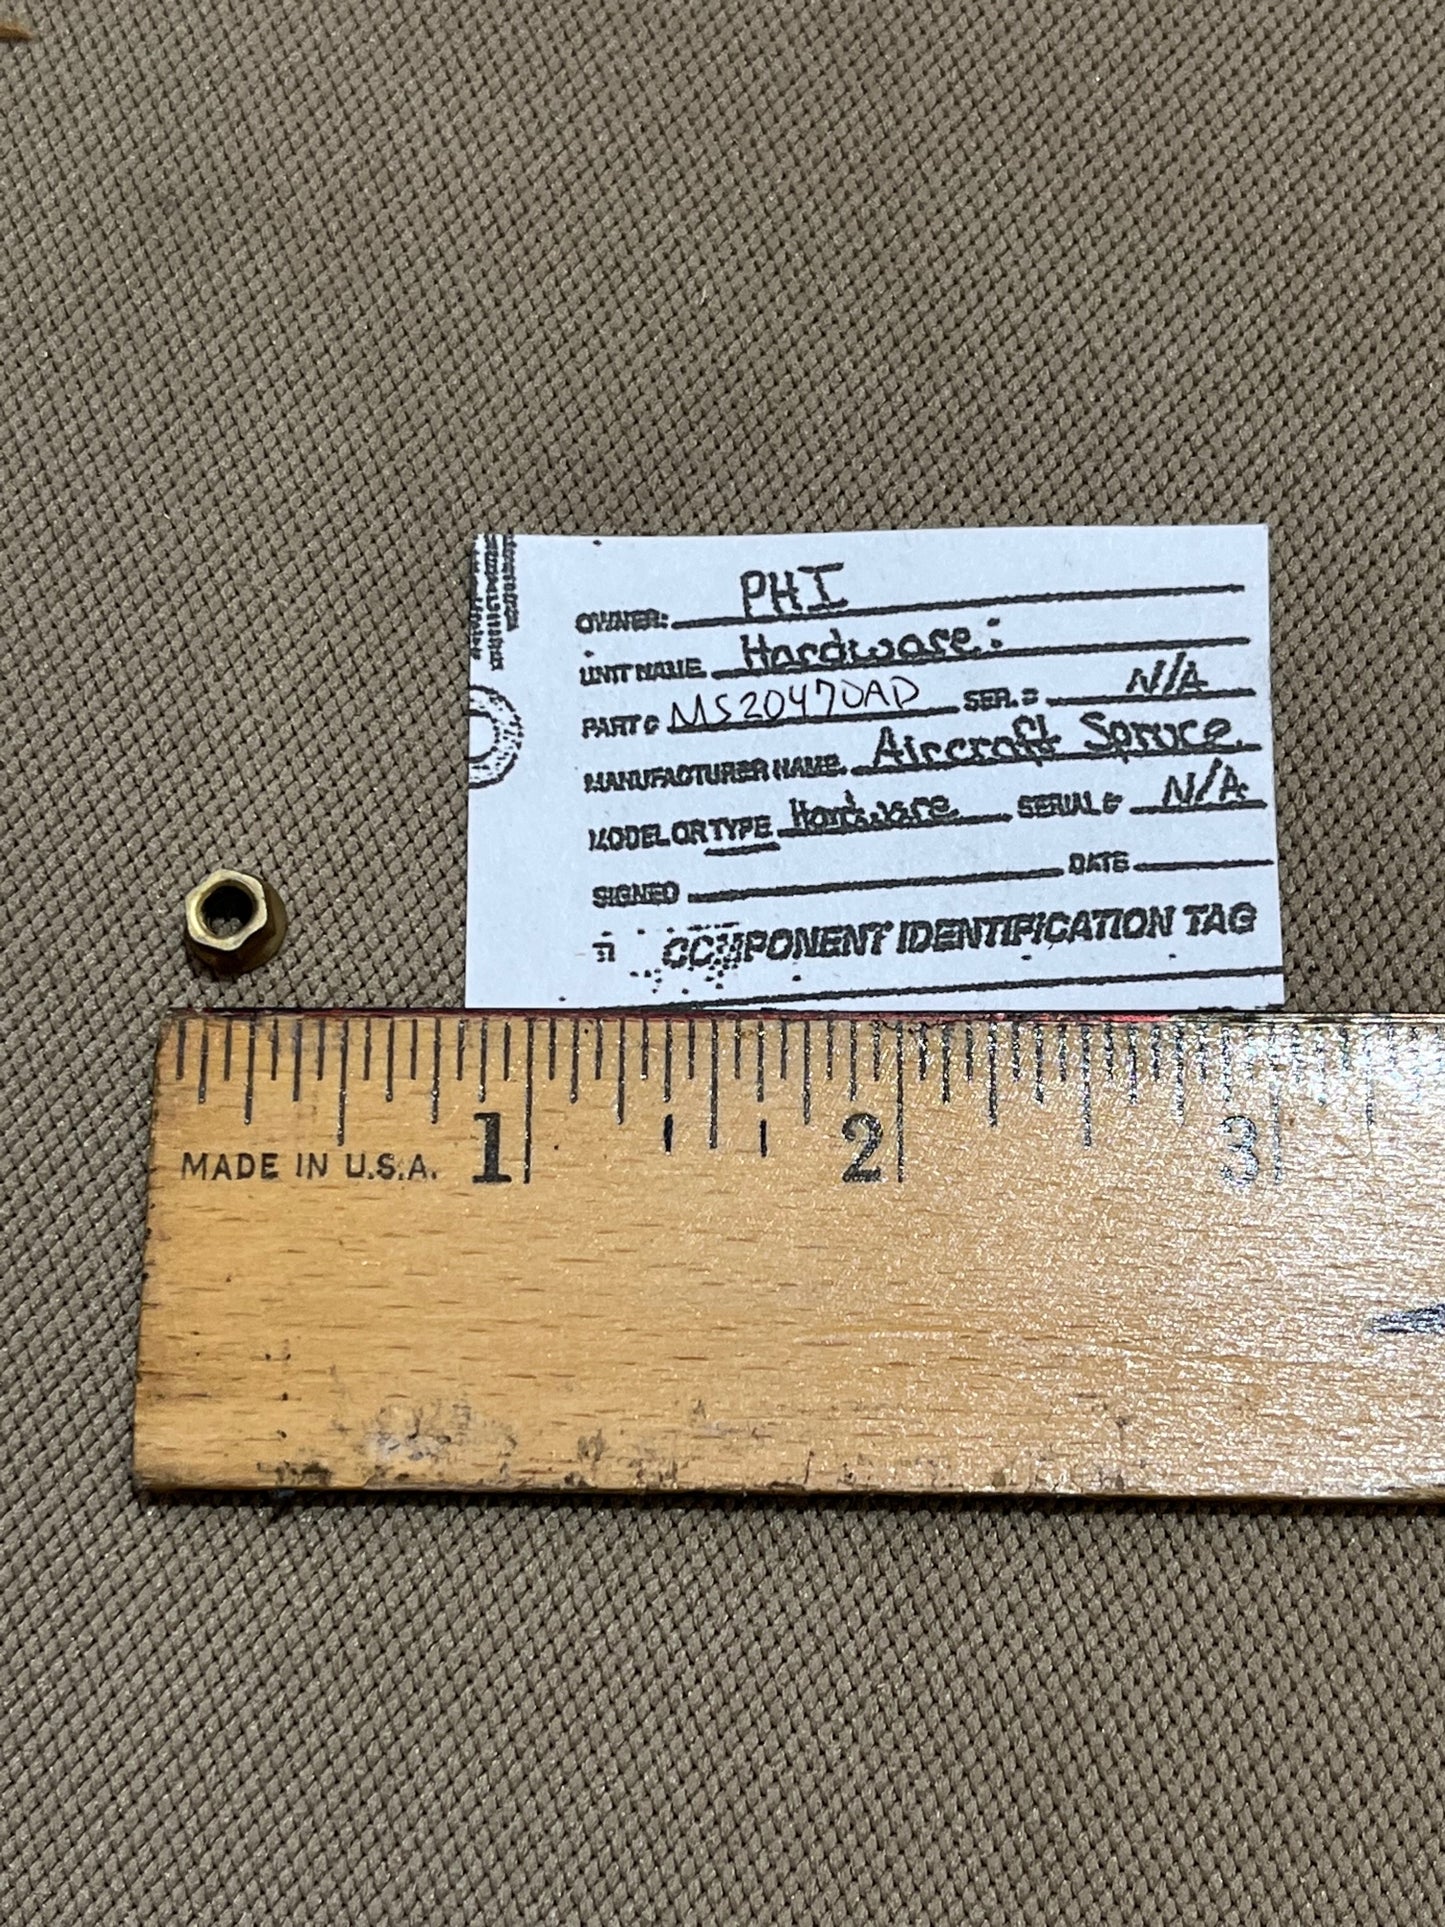 OWNER: PHI
UNIT NAME Hardware:
PART # MS20470AD SER. # N/A
MANUFACTURER NAME. Aircraft Spruce
MODEL OR TYPE Hardware SERIAL # N/A
SIGNED DATE
COMPONENT IDENTIFICATION TAG
1 2 3
MADE IN U.S.A.